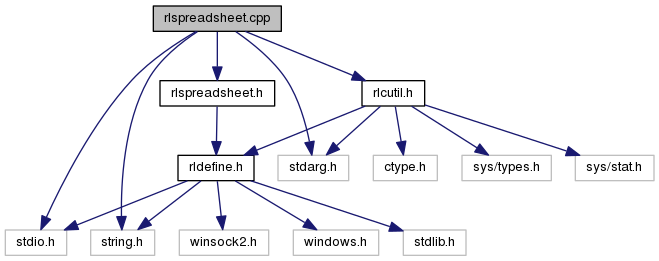 rlspreadsheet.cpp
rlspreadsheet.h
rlcutil.h
rldefine.h
stdarg.h
ctype.h
sys/types.h
sys/stat.h
stdio.h
string.h
winsock2.h
windows.h
stdlib.h